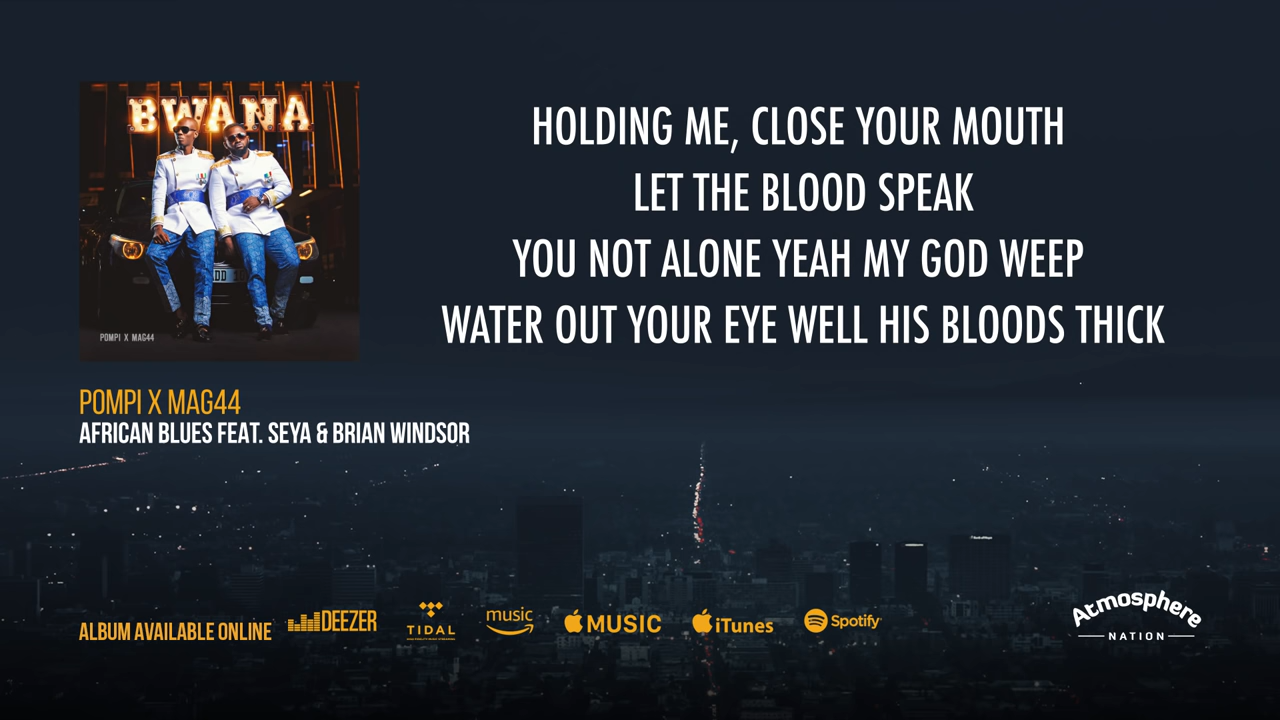 BWANA
POMPI X MAG44
HOLDING ME, CLOSE YOUR MOUTH
LET THE BLOOD SPEAK
YOU NOT ALONE YEAH MY GOD WEEP
WATER OUT YOUR EYE WELL HIS BLOODS THICK
POMPI X MAG44
AFRICAN BLUES FEAT. SEYA & BRIAN WINDSOR
ALBUM AVAILABLE ONLINE
DEEZER
TIDAL
music
MUSIC
iTunes
Spotify
Atmosphere
NATION